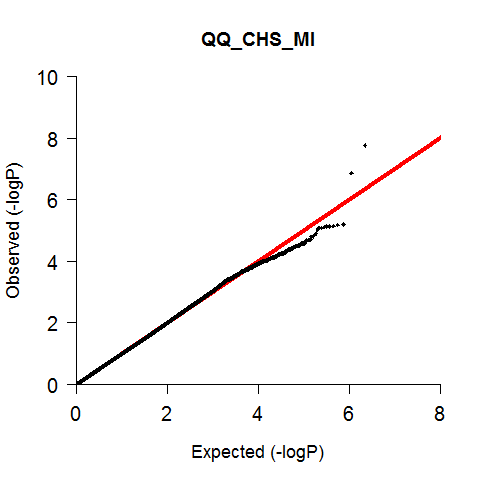 QQ_CHS_MI
Observed (-logP)
10
8
6
4
2
0
0 2 4 6 8
Expected (-logP)